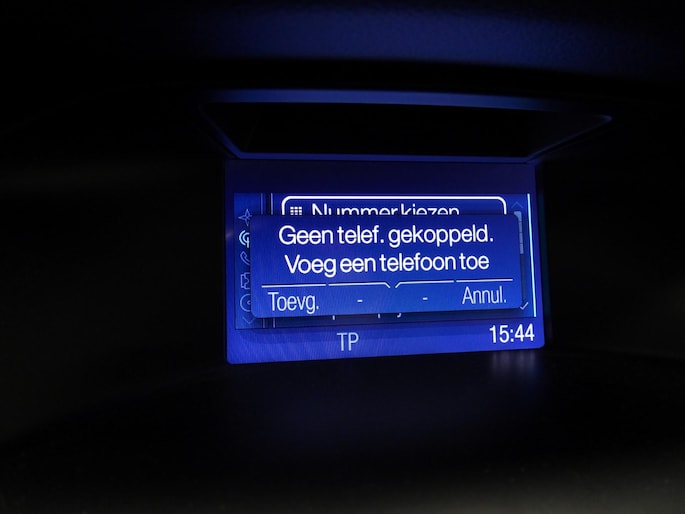 Nummer kiezen
Geen telef. gekoppeld.
Voeg een telefoon toe
Toevg. - - Annul.
TP 15:44